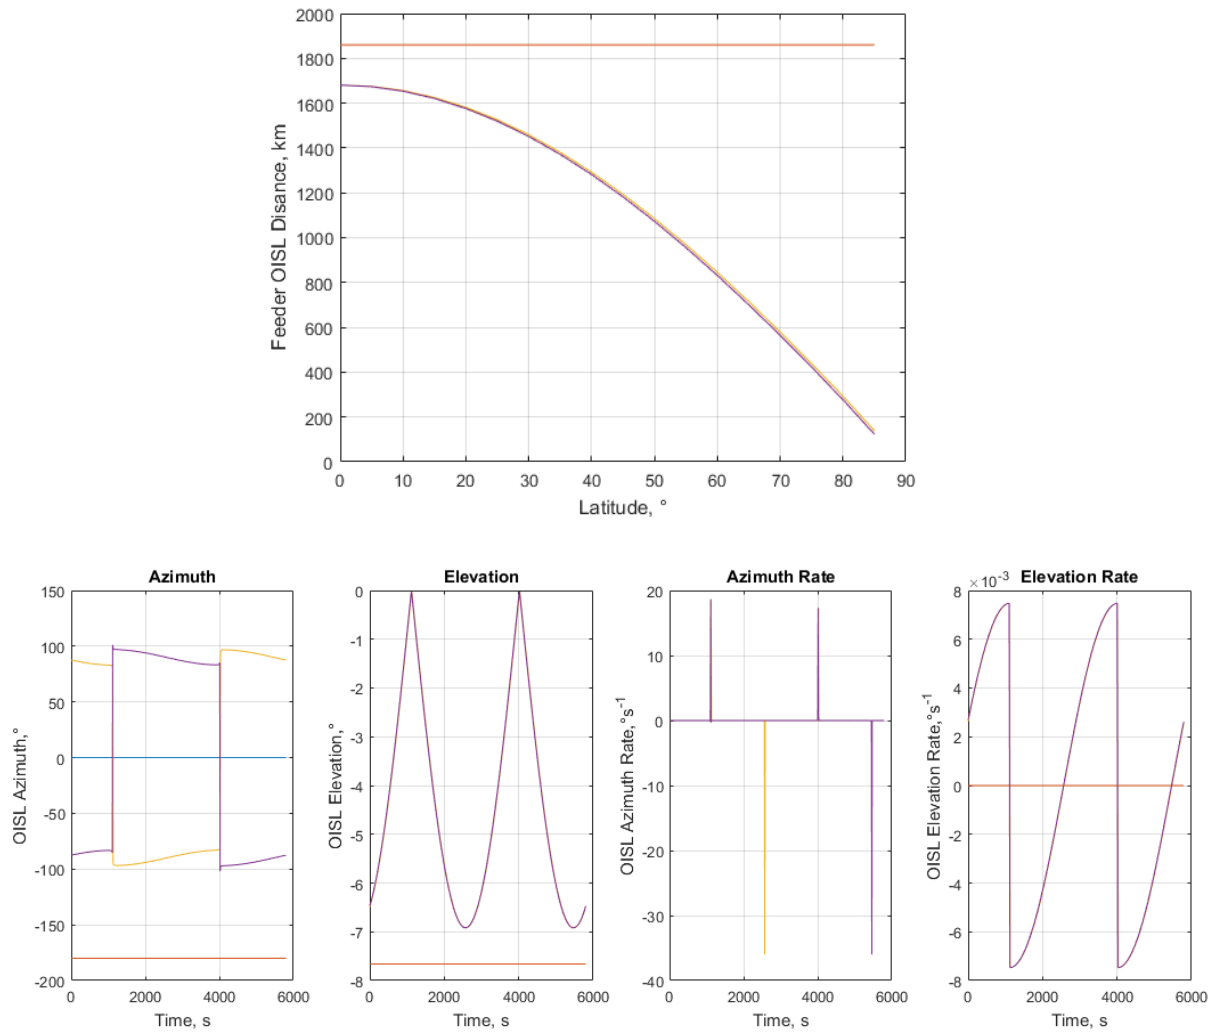 2000
1800
1600
1400
1200
1000
800
600
400
200
0
Feeder OISL Disance, km
0 10 20 30 40 50 60 70 80 90
Latitude, °
Azimuth
150
100
50
0
-50
-100
-150
-200
OISL Azimuth,°
0 2000 4000 6000
Time, s
Elevation
0
-1
-2
-3
-4
-5
-6
-7
-8
OISL Elevation,°
0 2000 4000 6000
Time, s
Azimuth Rate
20
10
0
-10
-20
-30
-40
OISL Azimuth Rate,°s⁻¹
0 2000 4000 6000
Time, s
×10⁻³ Elevation Rate
8
6
4
2
0
-2
-4
-6
-8
OISL Elevation Rate,°s⁻¹
0 2000 4000 6000
Time, s